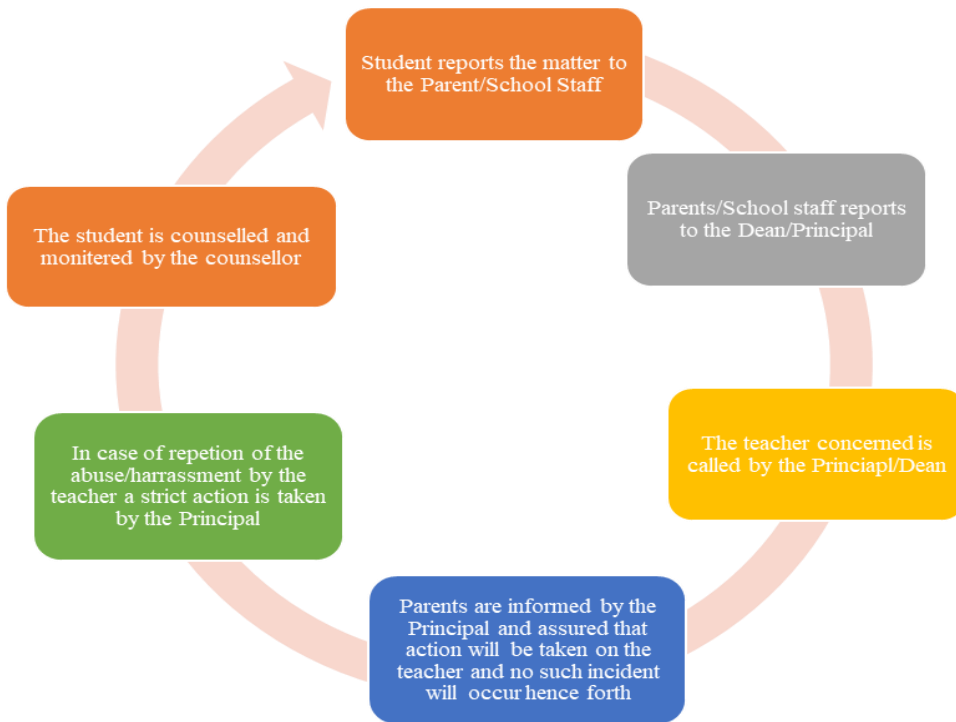 Student reports the matter to
the Parent/School Staff
Parents/School staff reports
to the Dean/Principal
The teacher concerned is
called by the Princiapl/Dean
Parents are informed by the
Principal and assured that
action will be taken on the
teacher and no such incident
will occur hence forth
In case of repetion of the
abuse/harrassment by the
teacher a strict action is taken
by the Principal
The student is counselled and
monitered by the counsellor